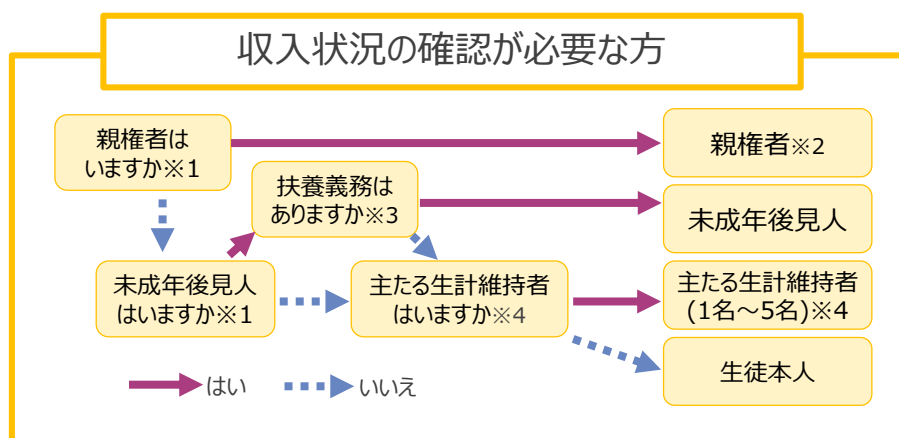 収入状況の確認が必要な方
親権者は
いますか※1
親権者※2
扶養義務は
ありますか※3
未成年後見人
未成年後見人
はいますか※1
主たる生計維持者
はいますか※4
主たる生計維持者
(1名～5名)※4
生徒本人
はい
いいえ